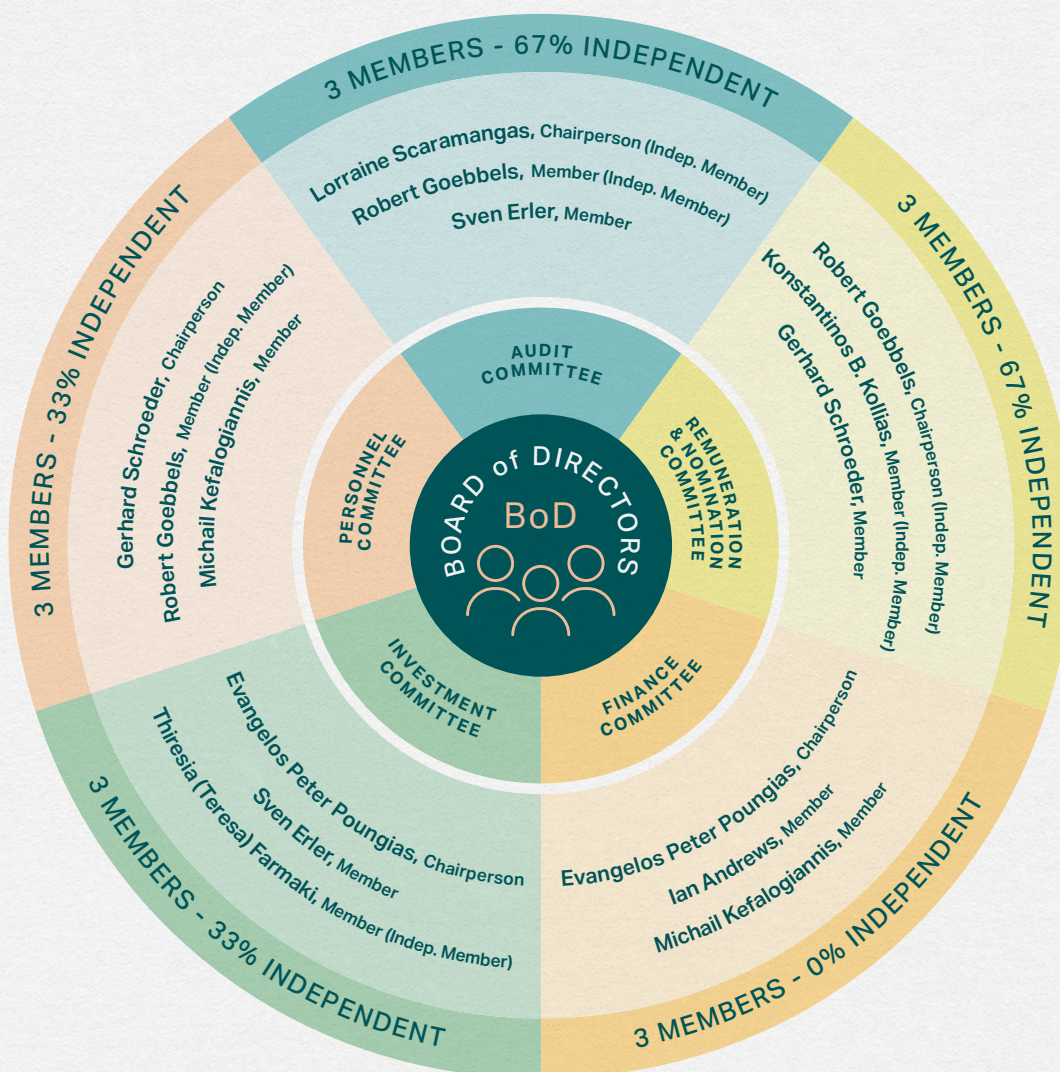 3 MEMBERS - 67% INDEPENDENT
Lorraine Scaramangas, Chairperson (Indep. Member)
Robert Goebbels, Member (Indep. Member)
Sven Erler, Member
AUDIT
COMMITTEE
3 MEMBERS - 67% INDEPENDENT
Robert Goebbels, Chairperson (Indep. Member)
Konstantinos B. Kollias, Member (Indep. Member)
Gerhard Schroeder, Member
REMUNERATION
& NOMINATION
COMMITTEE
3 MEMBERS - 0% INDEPENDENT
Evangelos Peter Poungias, Chairperson
Ian Andrews, Member
Michail Kefalogiannis, Member
FINANCE
COMMITTEE
3 MEMBERS - 33% INDEPENDENT
Evangelos Peter Poungias, Chairperson
Sven Erler, Member
Thiresia (Teresa) Farmaki, Member (Indep. Member)
INVESTMENT
COMMITTEE
3 MEMBERS - 33% INDEPENDENT
Gerhard Schroeder, Chairperson
Robert Goebbels, Member (Indep. Member)
Michail Kefalogiannis, Member
PERSONNEL
COMMITTEE
BOARD of DIRECTORS
BoD